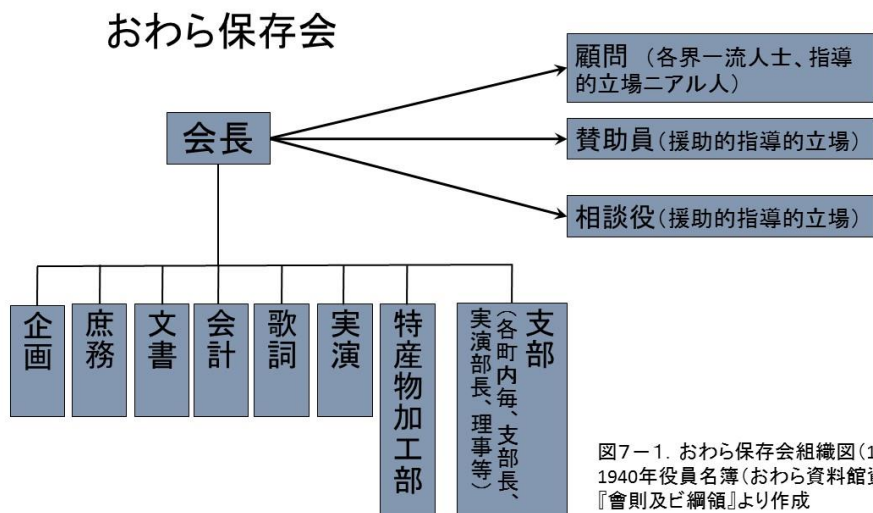 おわら保存会
顧問 （各界一流人士、指導
的立場ニアル人）
会長
賛助員（援助的指導的立場）
相談役（援助的指導的立場）
企画
庶務
文書
会計
歌詞
実演
特産物加工部
支部
（各町内毎、支部長、
実演部長、理事等）
図７－１．おわら保存会組織図（1
1940年役員名簿（おわら資料館
『會則及ビ綱領』より作成